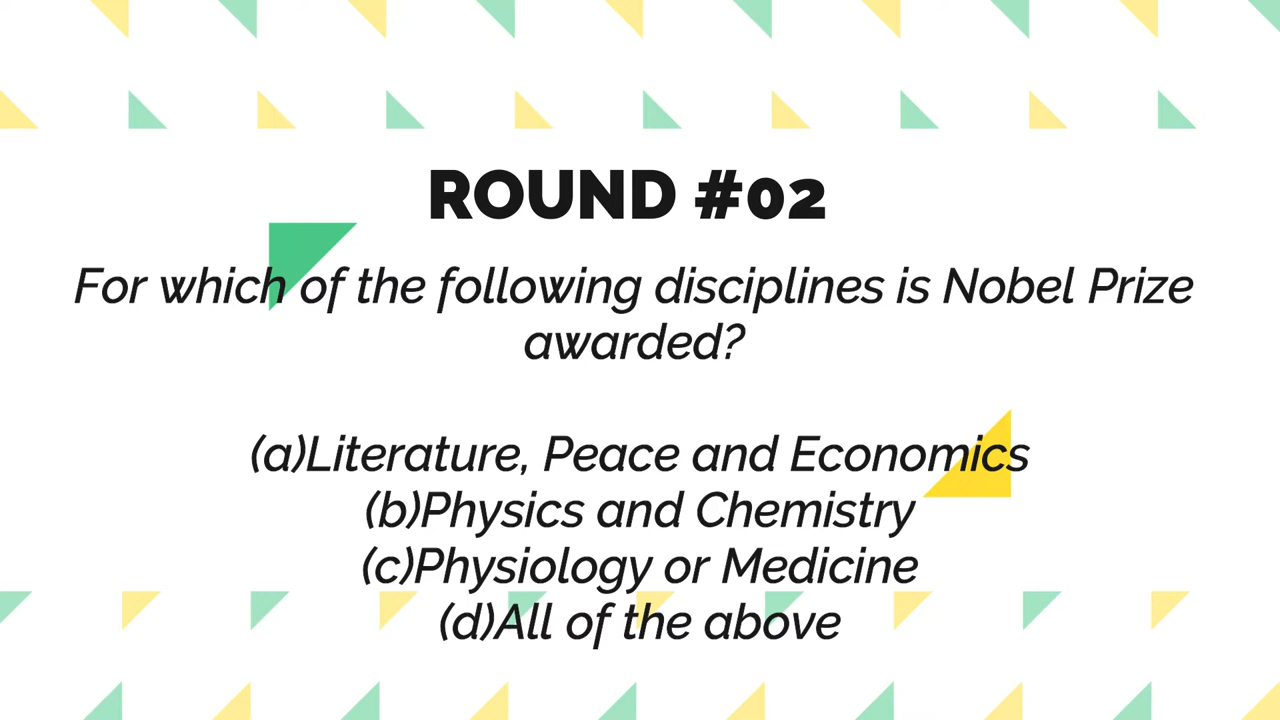 ROUND #02
For which of the following disciplines is Nobel Prize
awarded?
(a)Literature, Peace and Economics
(b)Physics and Chemistry
(c)Physiology or Medicine
(d)All of the above